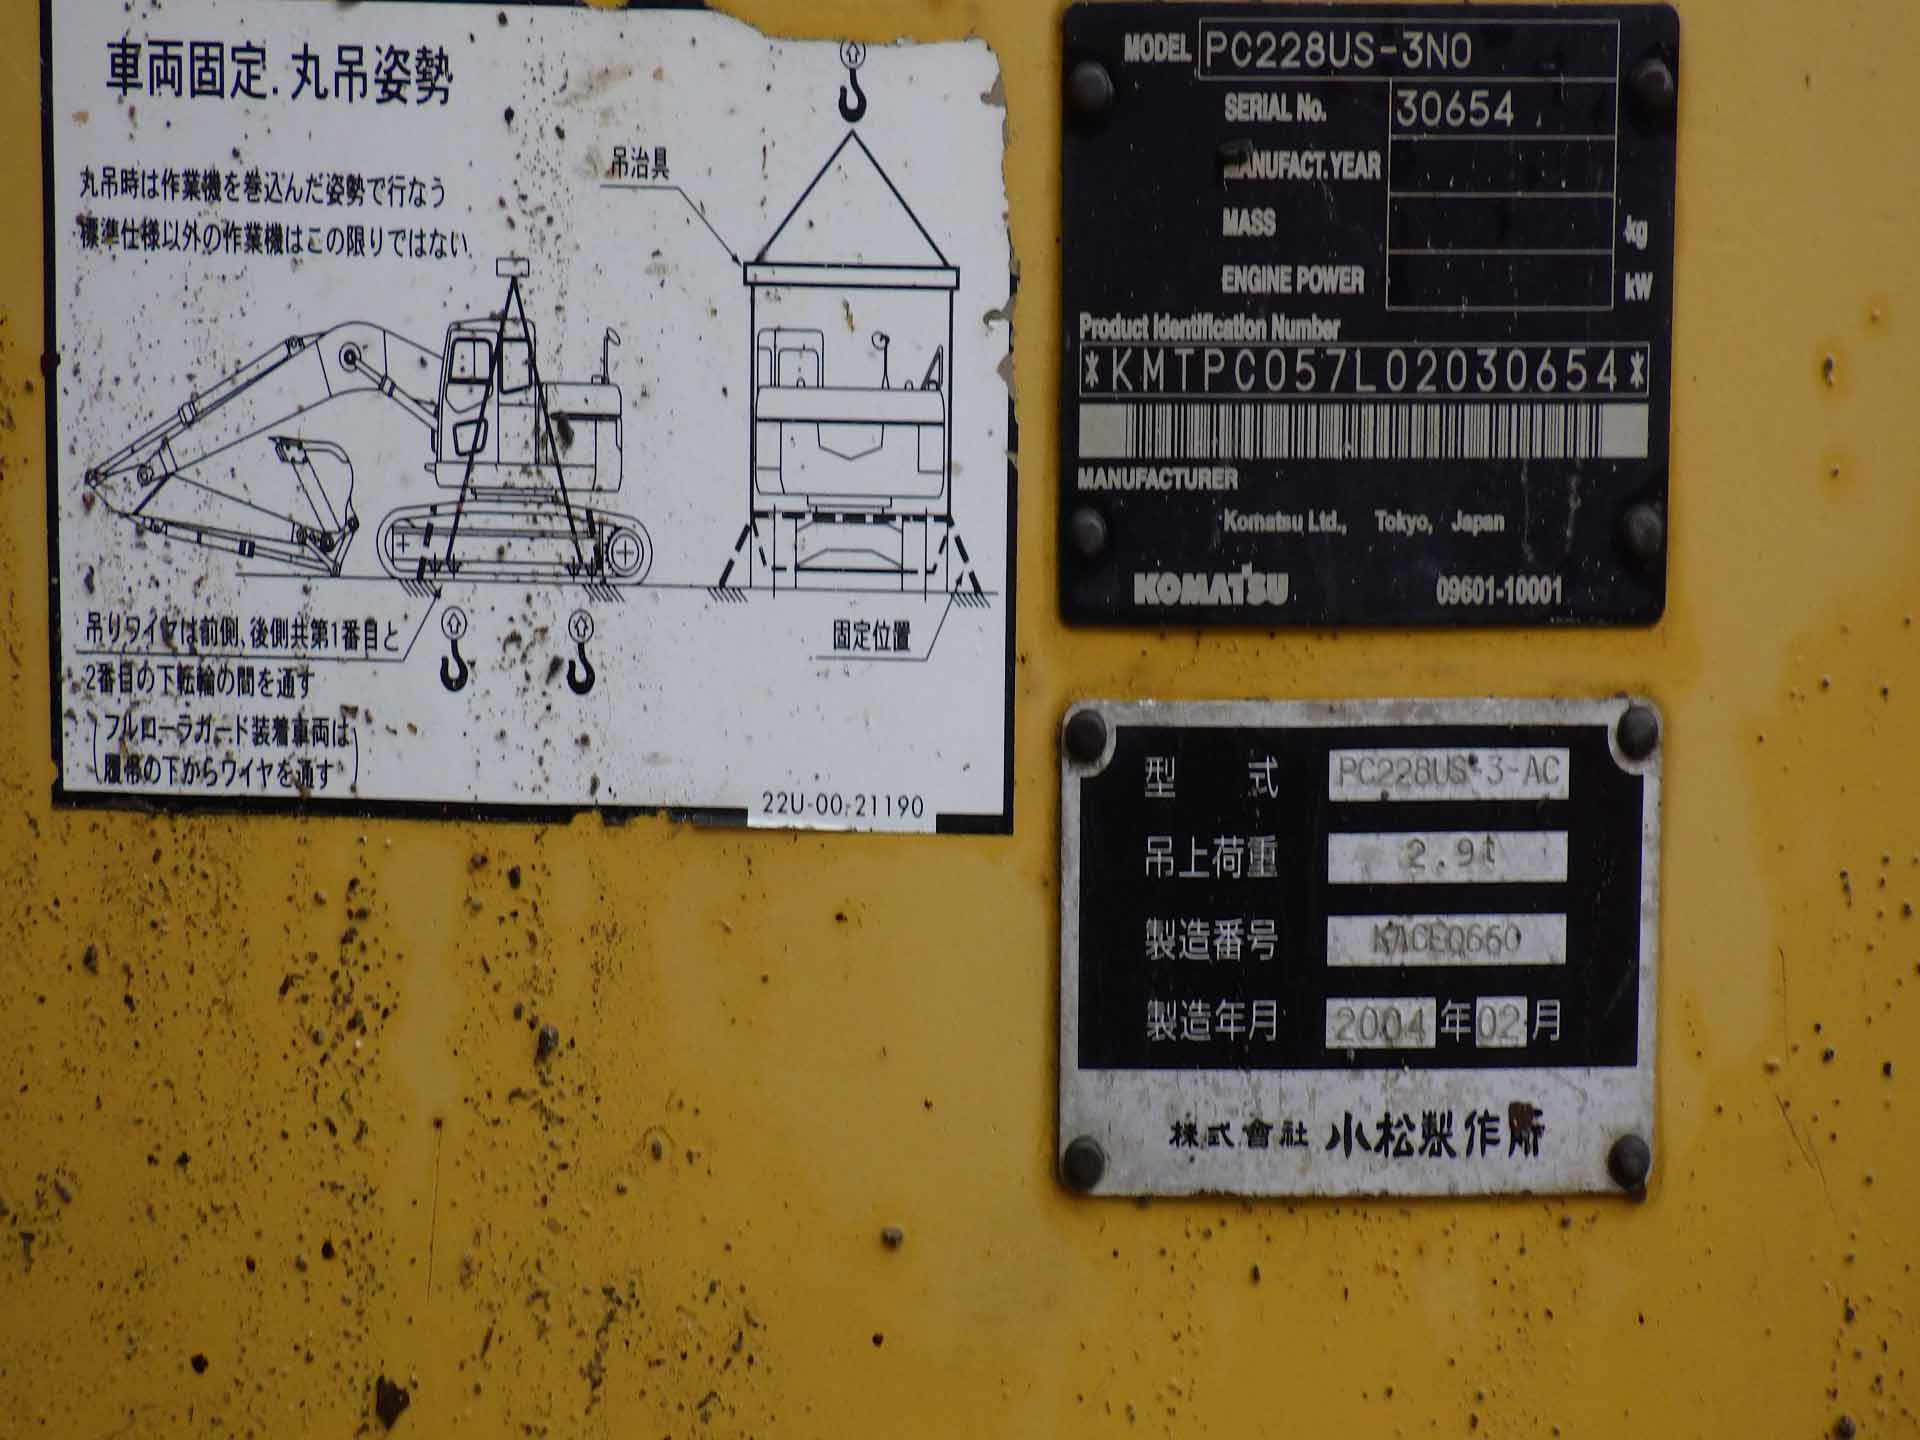 車両固定.丸吊姿勢
丸吊時は作業機を巻込んだ姿勢で行なう
標準仕様以外の作業機はこの限りではない.
吊治具
吊りワイヤは前側、後側共第1番目と
2番目の下転輪の間を通す
(フルローラガード装着車両は
履帯の下からワイヤを通す)
固定位置
22U-00-21190
MODEL PC228US-3N0
SERIAL No. 30654
MANUFACT. YEAR
MASS kg
ENGINE POWER kW
Product Identification Number
*KMTPC057L02030654*
MANUFACTURER
Komatsu Ltd., Tokyo, Japan
KOMATSU 09601-10001
型式 PC228US-3-AC
吊上荷重 2.9t
製造番号
製造年月 2004年02月
株式會社 小松製作所